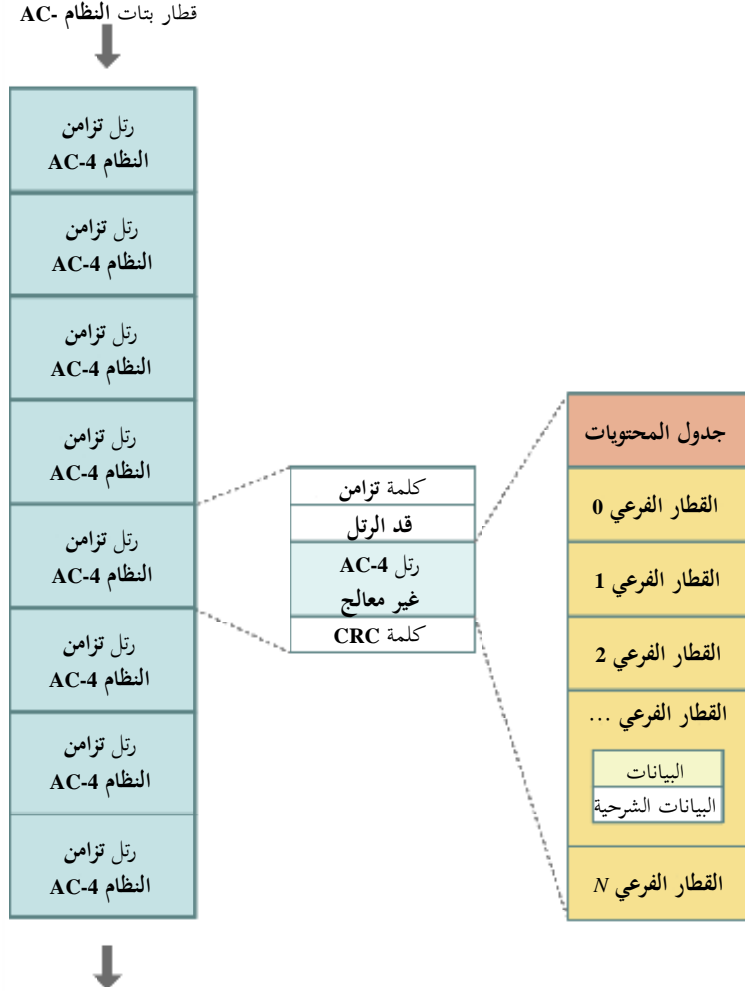 قطار بتات النظام AC-
رتل تزامن
النظام AC-4
رتل تزامن
النظام AC-4
رتل تزامن
النظام AC-4
رتل تزامن
النظام AC-4
رتل تزامن
النظام AC-4
رتل تزامن
النظام AC-4
رتل تزامن
النظام AC-4
رتل تزامن
النظام AC-4
كلمة تزامن
قد الرتل
رتل AC-4
غير معالج
كلمة CRC
جدول المحتويات
القطار الفرعي 0
القطار الفرعي 1
القطار الفرعي 2
القطار الفرعي ...
البيانات
البيانات الشرحية
القطار الفرعي N